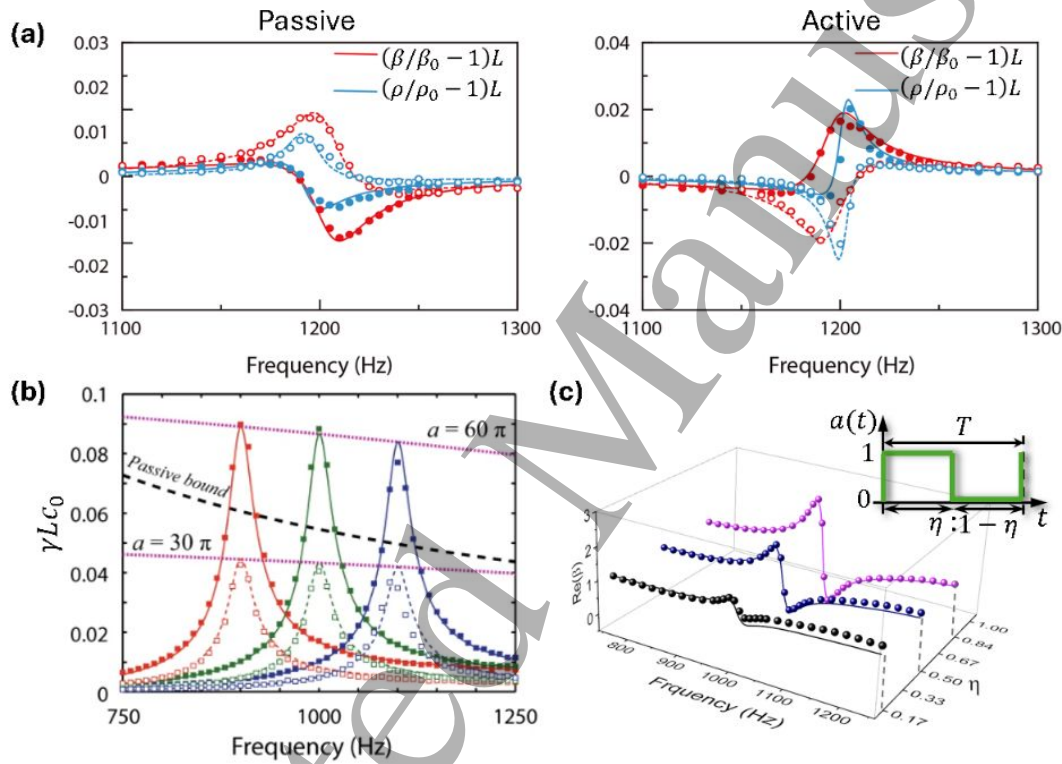 Passive
Active
(a)
0.03
0.02
0.01
0
-0.01
-0.02
-0.03
(β/β₀ − 1)L
(ρ/ρ₀ − 1)L
1100
1200
1300
Frequency (Hz)
0.04
0.02
0
-0.02
-0.04
(β/β₀ − 1)L
(ρ/ρ₀ − 1)L
1100
1200
1300
Frequency (Hz)
(b)
0.1
0.08
0.06
0.04
0.02
0
γLc₀
a = 60 π
Passive bound
a = 30 π
750
1000
1250
Frequency (Hz)
(c)
a(t)
T
1
0
η
:
1 − η
t
3
2
1
0
Re(β)
800
900
1000
1100
1200
Frquency (Hz)
1.00
0.84
0.67
0.50
0.33
0.17
η